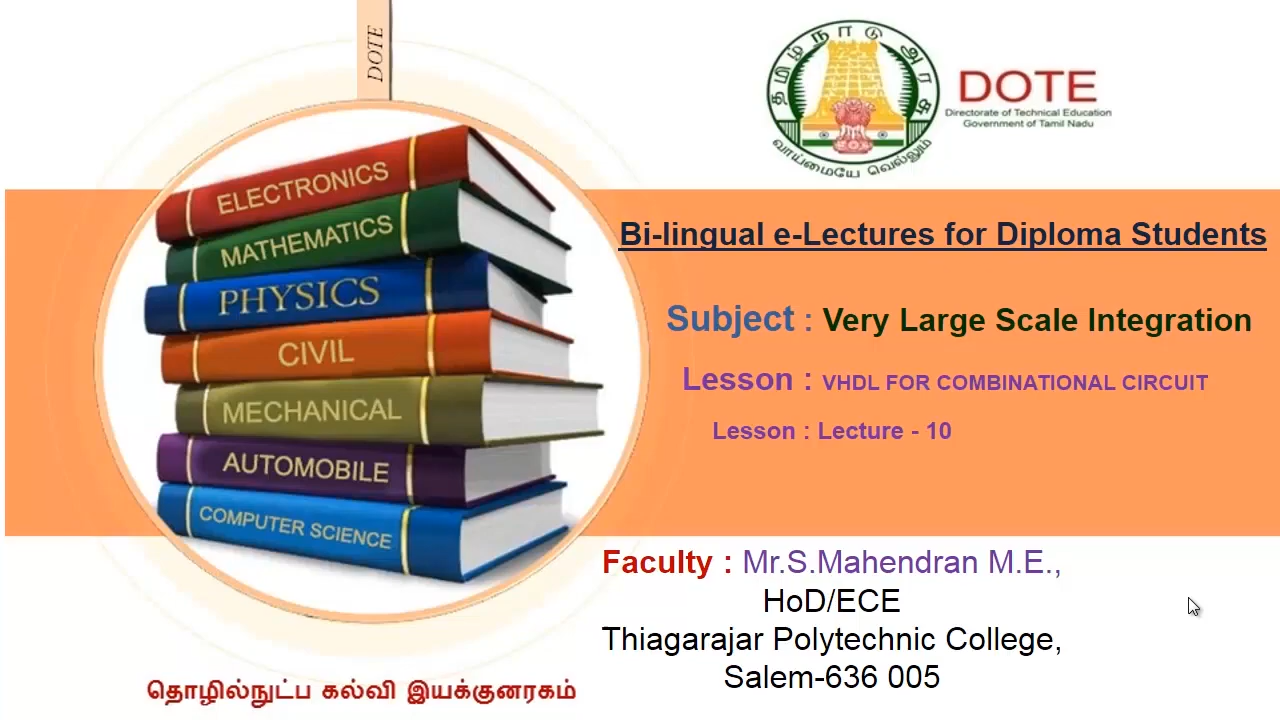 DOTE
தமிழ்நாடு அரசு
வாய்மையே வெல்லும்
DOTE
Directorate of Technical Education
Government of Tamil Nadu
ELECTRONICS
MATHEMATICS
PHYSICS
CIVIL
MECHANICAL
AUTOMOBILE
COMPUTER SCIENCE
Bi-lingual e-Lectures for Diploma Students
Subject : Very Large Scale Integration
Lesson : VHDL FOR COMBINATIONAL CIRCUIT
Lesson : Lecture - 10
Faculty : Mr.S.Mahendran M.E.,
HoD/ECE
Thiagarajar Polytechnic College,
Salem-636 005
தொழில்நுட்ப கல்வி இயக்குனரகம்